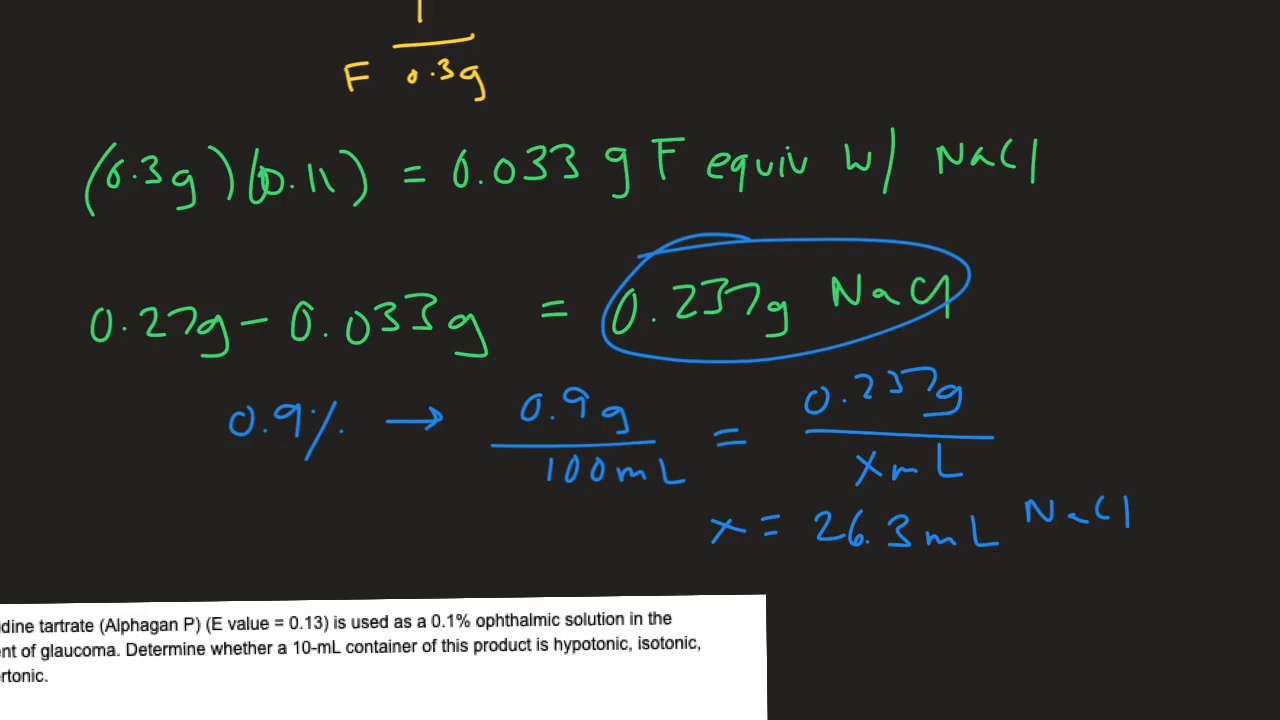 1
F 0.3g
(0.3g)(0.11) = 0.033 g F equiv w/ NaCl
0.27g - 0.033g = 0.237g NaCl
0.9% → 0.9g / 100mL = 0.237g / x mL
x = 26.3 mL NaCl
idine tartrate (Alphagan P) (E value = 0.13) is used as a 0.1% ophthalmic solution in the
nt of glaucoma. Determine whether a 10-mL container of this product is hypotonic, isotonic,
rtonic.